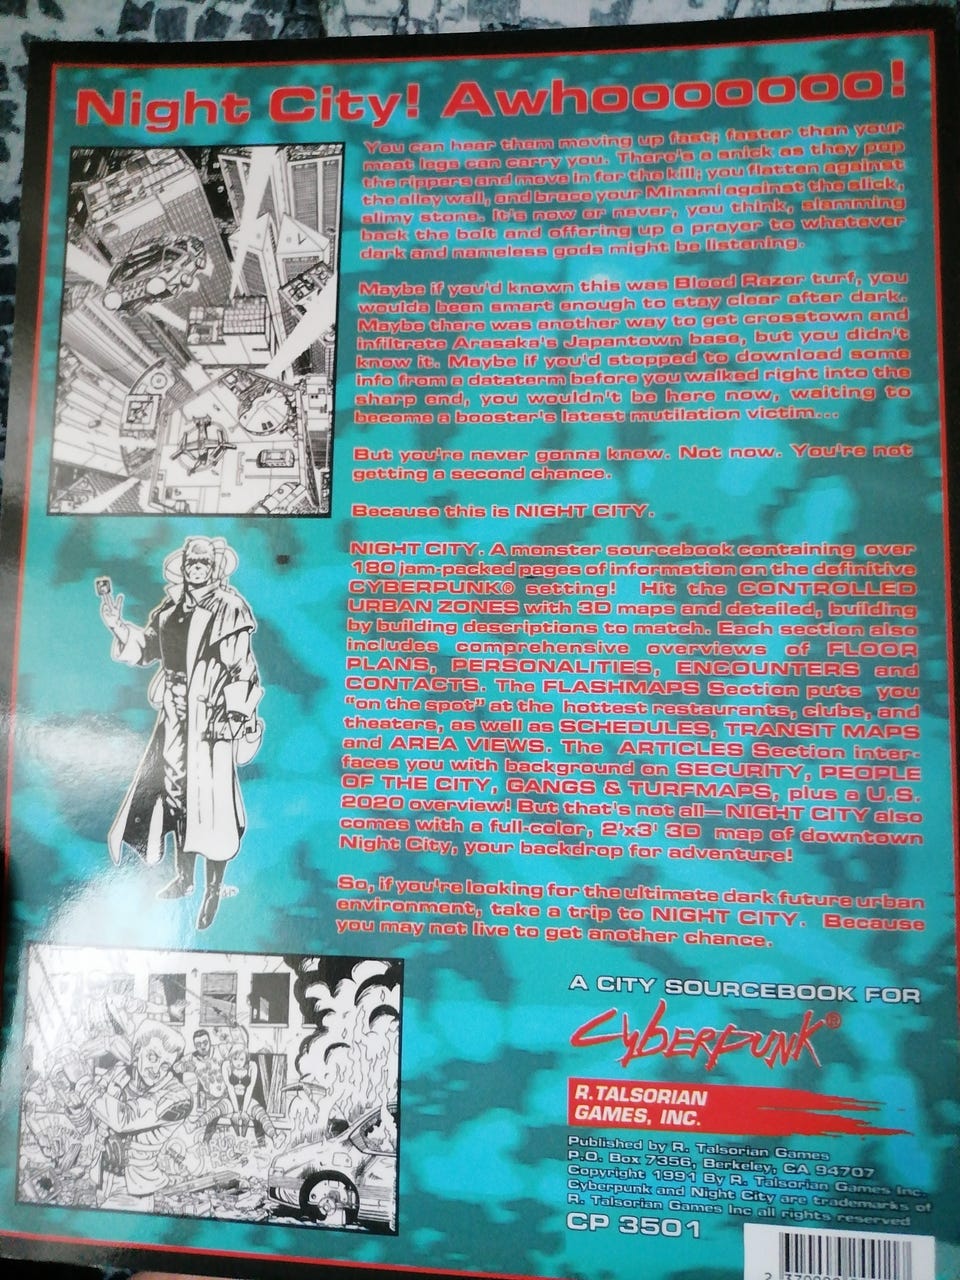 Night City! Awhooooooo!
You can hear them moving up fast; faster than your
meat legs can carry you. There's a snick as they pop
the rippers and move in for the kill; you flatten against
the alley wall, and brace your Minami against the slick,
slimy stone. It's now or never, you think, slamming
back the bolt and offering up a prayer to whatever
dark and nameless gods might be listening.
Maybe if you'd known this was Blood Razor turf, you
woulda been smart enough to stay clear after dark.
Maybe there was another way to get crosstown and
infiltrate Arasaka's Japantown base, but you didn't
know it. Maybe if you'd stopped to download some
info from a dataterm before you walked right into the
sharp end, you wouldn't be here now, waiting to
become a booster's latest mutilation victim...
But you're never gonna know. Not now. You're not
getting a second chance.
Because this is NIGHT CITY.
NIGHT CITY. A monster sourcebook containing over
180 jam-packed pages of information on the definitive
CYBERPUNK® setting! Hit the CONTROLLED
URBAN ZONES with 3D maps and detailed, building
by building descriptions to match. Each section also
includes comprehensive overviews of FLOOR
PLANS, PERSONALITIES, ENCOUNTERS and
CONTACTS. The FLASHMAPS Section puts you
"on the spot" at the hottest restaurants, clubs, and
theaters, as well as SCHEDULES, TRANSIT MAPS
and AREA VIEWS. The ARTICLES Section inter-
faces you with background on SECURITY, PEOPLE
OF THE CITY, GANGS & TURFMAPS, plus a U.S.
2020 overview! But that's not all—NIGHT CITY also
comes with a full-color, 2'x3' 3D map of downtown
Night City, your backdrop for adventure!
So, if you're looking for the ultimate dark future urban
environment, take a trip to NIGHT CITY. Because
you may not live to get another chance.
A CITY SOURCEBOOK FOR
Cyberpunk®
R. TALSORIAN
GAMES, INC.
Published by R. Talsorian Games
P.O. Box 7356, Berkeley, CA 94707
Copyright 1991 By R. Talsorian Games Inc.
Cyberpunk and Night City are trademarks of
R. Talsorian Games Inc all rights reserved
CP 3501